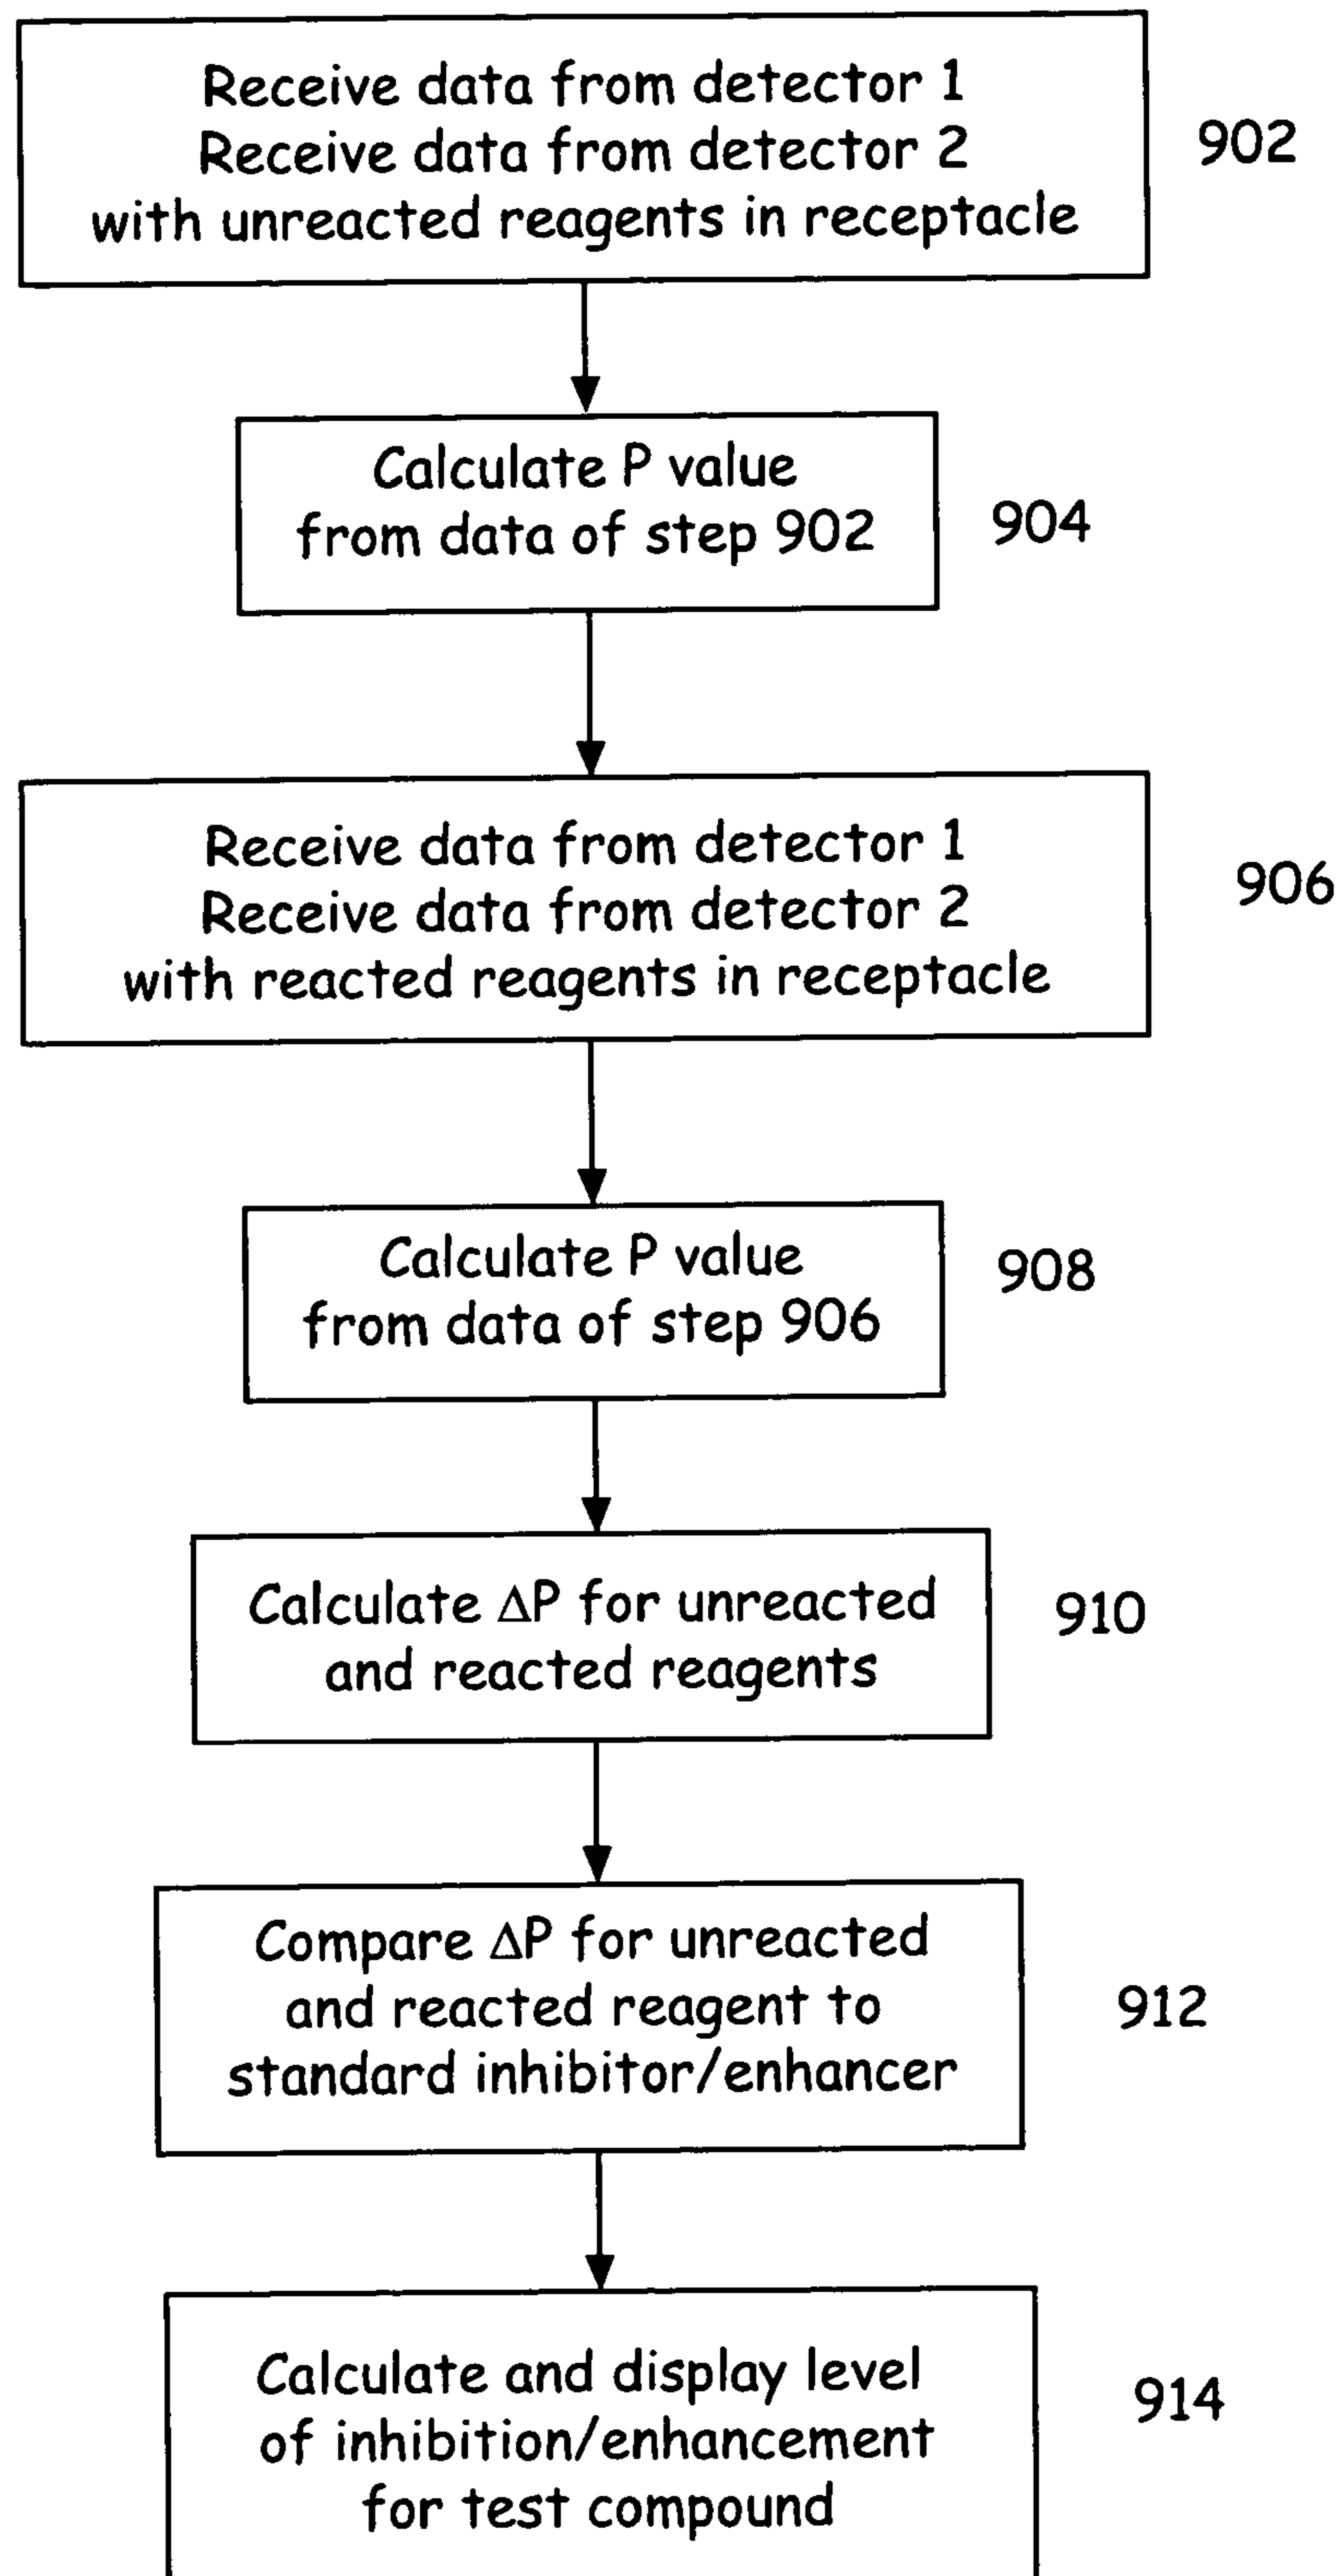 Receive data from detector 1
Receive data from detector 2
with unreacted reagents in receptacle
902
Calculate P value
from data of step 902
904
Receive data from detector 1
Receive data from detector 2
with reacted reagents in receptacle
906
Calculate P value
from data of step 906
908
Calculate ΔP for unreacted
and reacted reagents
910
Compare ΔP for unreacted
and reacted reagent to
standard inhibitor/enhancer
912
Calculate and display level
of inhibition/enhancement
for test compound
914